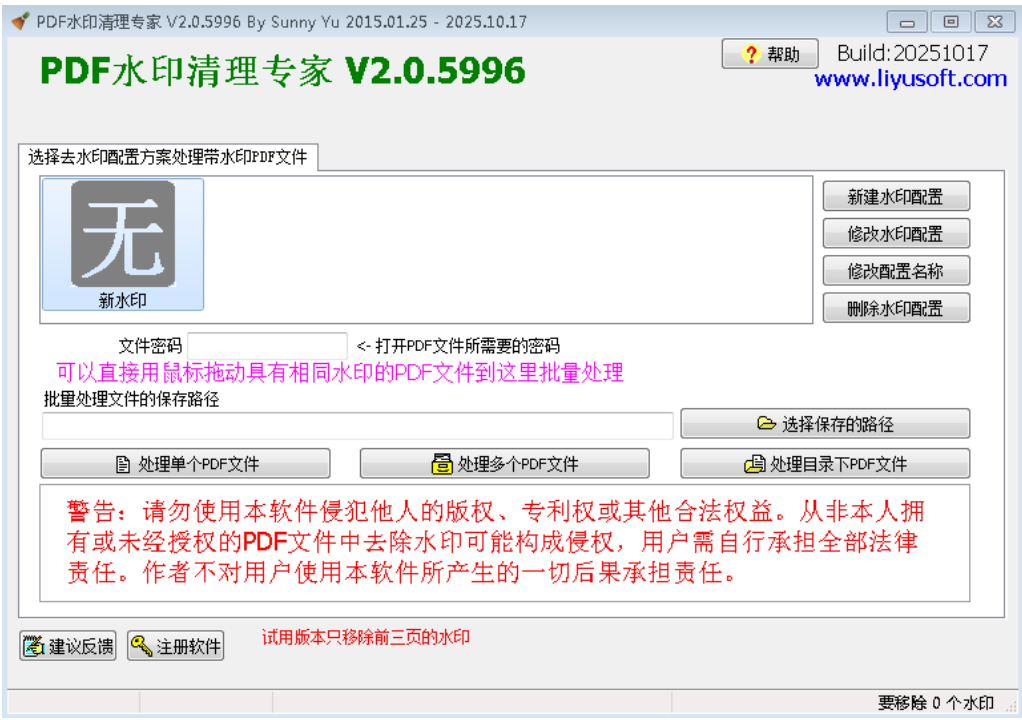 PDF水印清理专家 V2.0.5996 By Sunny Yu 2015.01.25 - 2025.10.17
PDF水印清理专家 V2.0.5996
帮助
Build:20251017
www.liyusoft.com
选择去水印配置方案处理带水印PDF文件
无
新水印
新建水印配置
修改水印配置
修改配置名称
删除水印配置
文件密码
<- 打开PDF文件所需要的密码
可以直接用鼠标拖动具有相同水印的PDF文件到这里批量处理
批量处理文件的保存路径
选择保存的路径
处理单个PDF文件
处理多个PDF文件
处理目录下PDF文件
警告：请勿使用本软件侵犯他人的版权、专利权或其他合法权益。从非本人拥
有或未经授权的PDF文件中去除水印可能构成侵权，用户需自行承担全部法律
责任。作者不对用户使用本软件所产生的一切后果承担责任。
建议反馈
注册软件
试用版本只移除前三页的水印
要移除 0 个水印